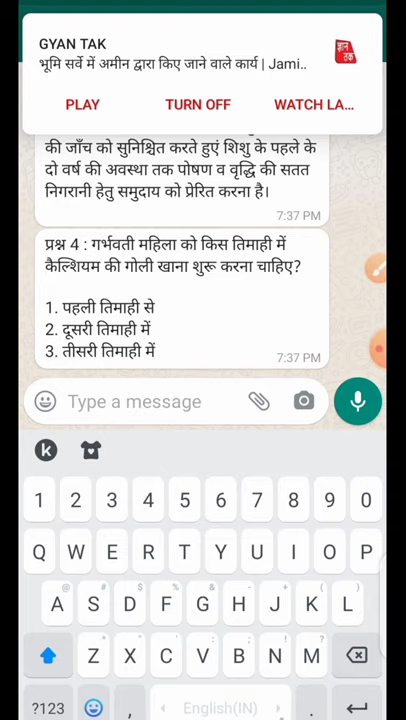 GYAN TAK
भूमि सर्वे में अमीन द्वारा किए जाने वाले कार्य | Jami..
ज्ञान तक
PLAY TURN OFF WATCH LA...
की जाँच को सुनिश्चित करते हुएं शिशु के पहले के
दो वर्ष की अवस्था तक पोषण व वृद्धि की सतत
निगरानी हेतु समुदाय को प्रेरित करना है।
7:37 PM
प्रश्न 4 : गर्भवती महिला को किस तिमाही में
कैल्शियम की गोली खाना शुरू करना चाहिए?
1. पहली तिमाही से
2. दूसरी तिमाही में
3. तीसरी तिमाही में
7:37 PM
Type a message
k
1 2 3 4 5 6 7 8 9 0
Q W E R T Y U I O P
@ # $ % & - + ( )
A S D F G H J K L
* " ' : ; ! ?
Z X C V B N M
?123 , English(IN) .